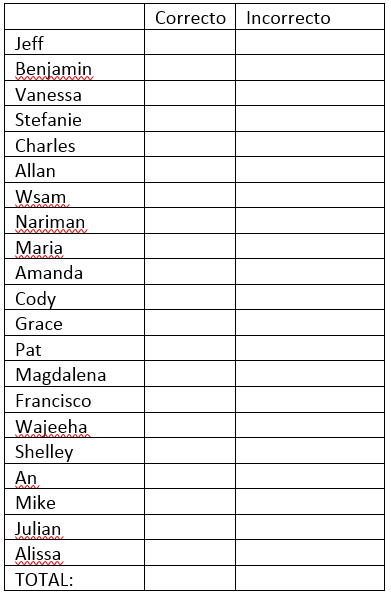 Correcto Incorrecto
Jeff
Benjamin
Vanessa
Stefanie
Charles
Allan
Wsam
Nariman
Maria
Amanda
Cody
Grace
Pat
Magdalena
Francisco
Wajeeha
Shelley
An
Mike
Julian
Alissa
TOTAL: